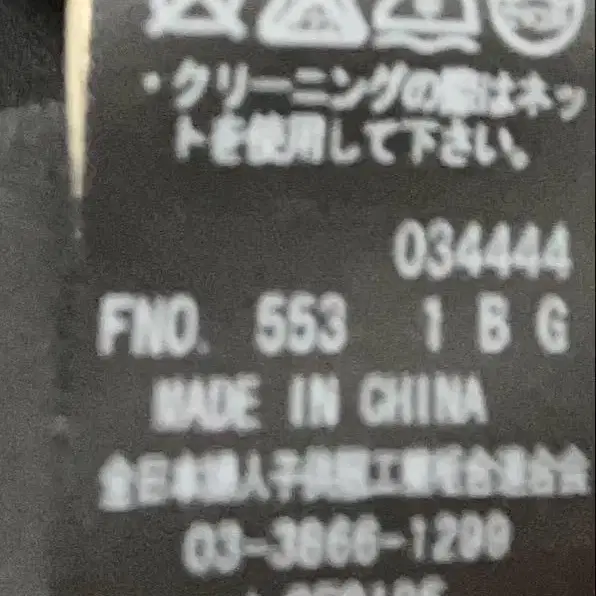 ・クリーニングの際はネッ
トを使用して下さい。
034444
FNO. 553 1 B G
MADE IN CHINA
全日本婦人子供服工業組合連合会
03-3866-1200